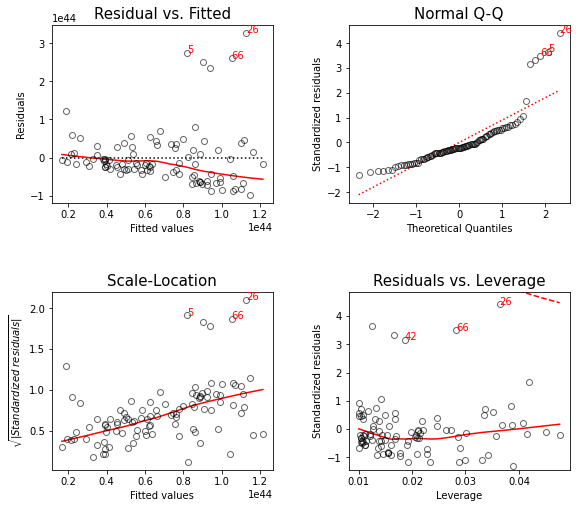 Residual vs. Fitted
1e44
3
2
1
0
−1
Residuals
26
5
66
0.2 0.4 0.6 0.8 1.0 1.2
1e44
Fitted values
Normal Q-Q
4
3
2
1
0
−1
−2
Standardized residuals
26
5
66
−2 −1 0 1 2
Theoretical Quantiles
Scale-Location
2.0
1.5
1.0
0.5
√|Standardized residuals|
26
5
66
0.2 0.4 0.6 0.8 1.0 1.2
1e44
Fitted values
Residuals vs. Leverage
4
3
2
1
0
−1
Standardized residuals
26
66
42
0.01 0.02 0.03 0.04
Leverage